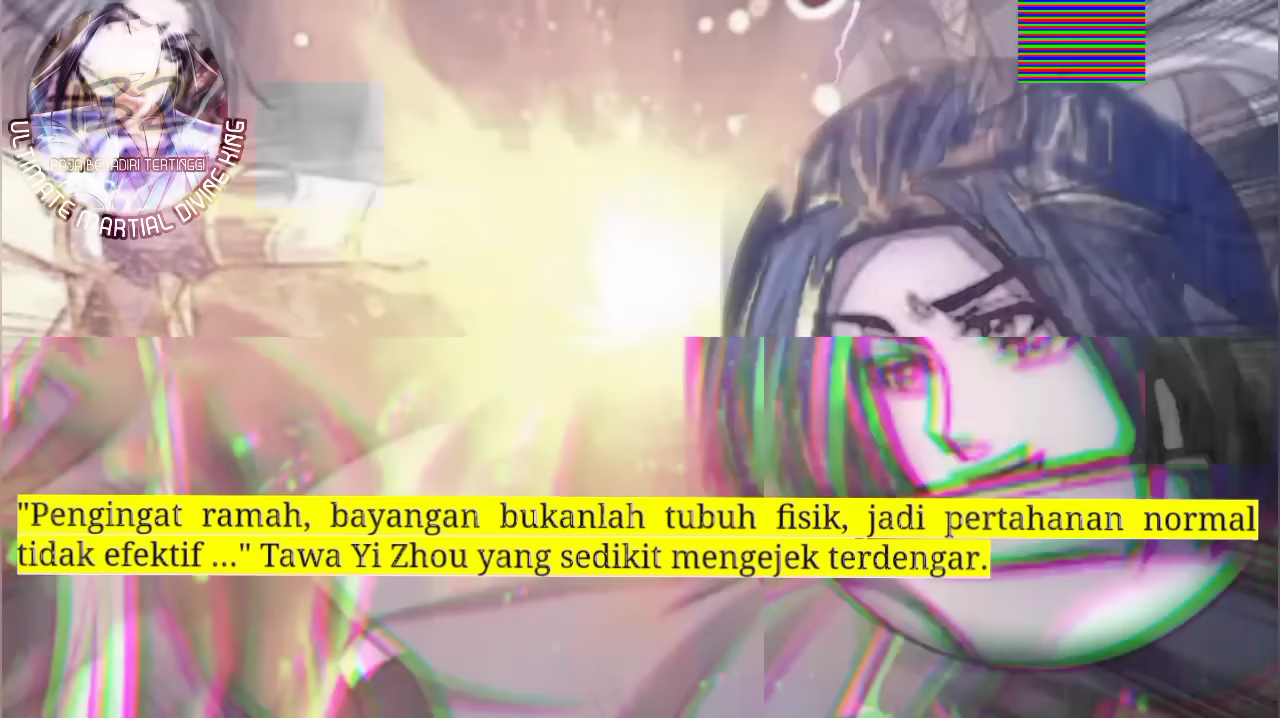 RAJA BELADIRI TERTINGGI
ULTIMATE MARTIAL DIVINE KING
"Pengingat ramah, bayangan bukanlah tubuh fisik, jadi pertahanan normal
tidak efektif ..." Tawa Yi Zhou yang sedikit mengejek terdengar.